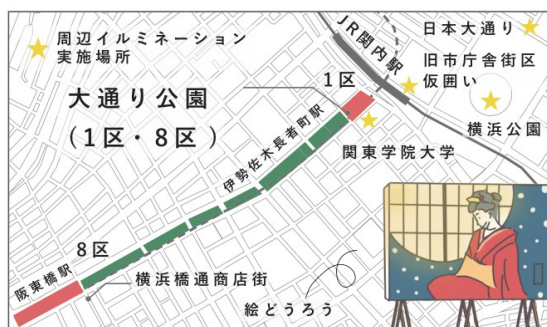 周辺イルミネーション
実施場所
大通り公園
(1区・8区)
1区
JR関内駅
日本大通り
旧市庁舎街区
仮囲い
横浜公園
関東学院大学
伊勢佐木長者町駅
8区
阪東橋駅
横浜橋通商店街
絵どうろう